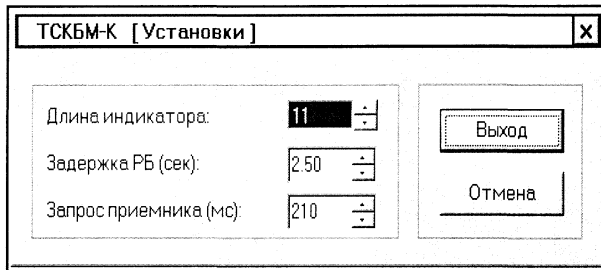 ТСКБМ-К [Установки]
Длина индикатора: 11
Задержка РБ (сек): 2.50
Запрос приемника (мс): 210
Выход
Отмена